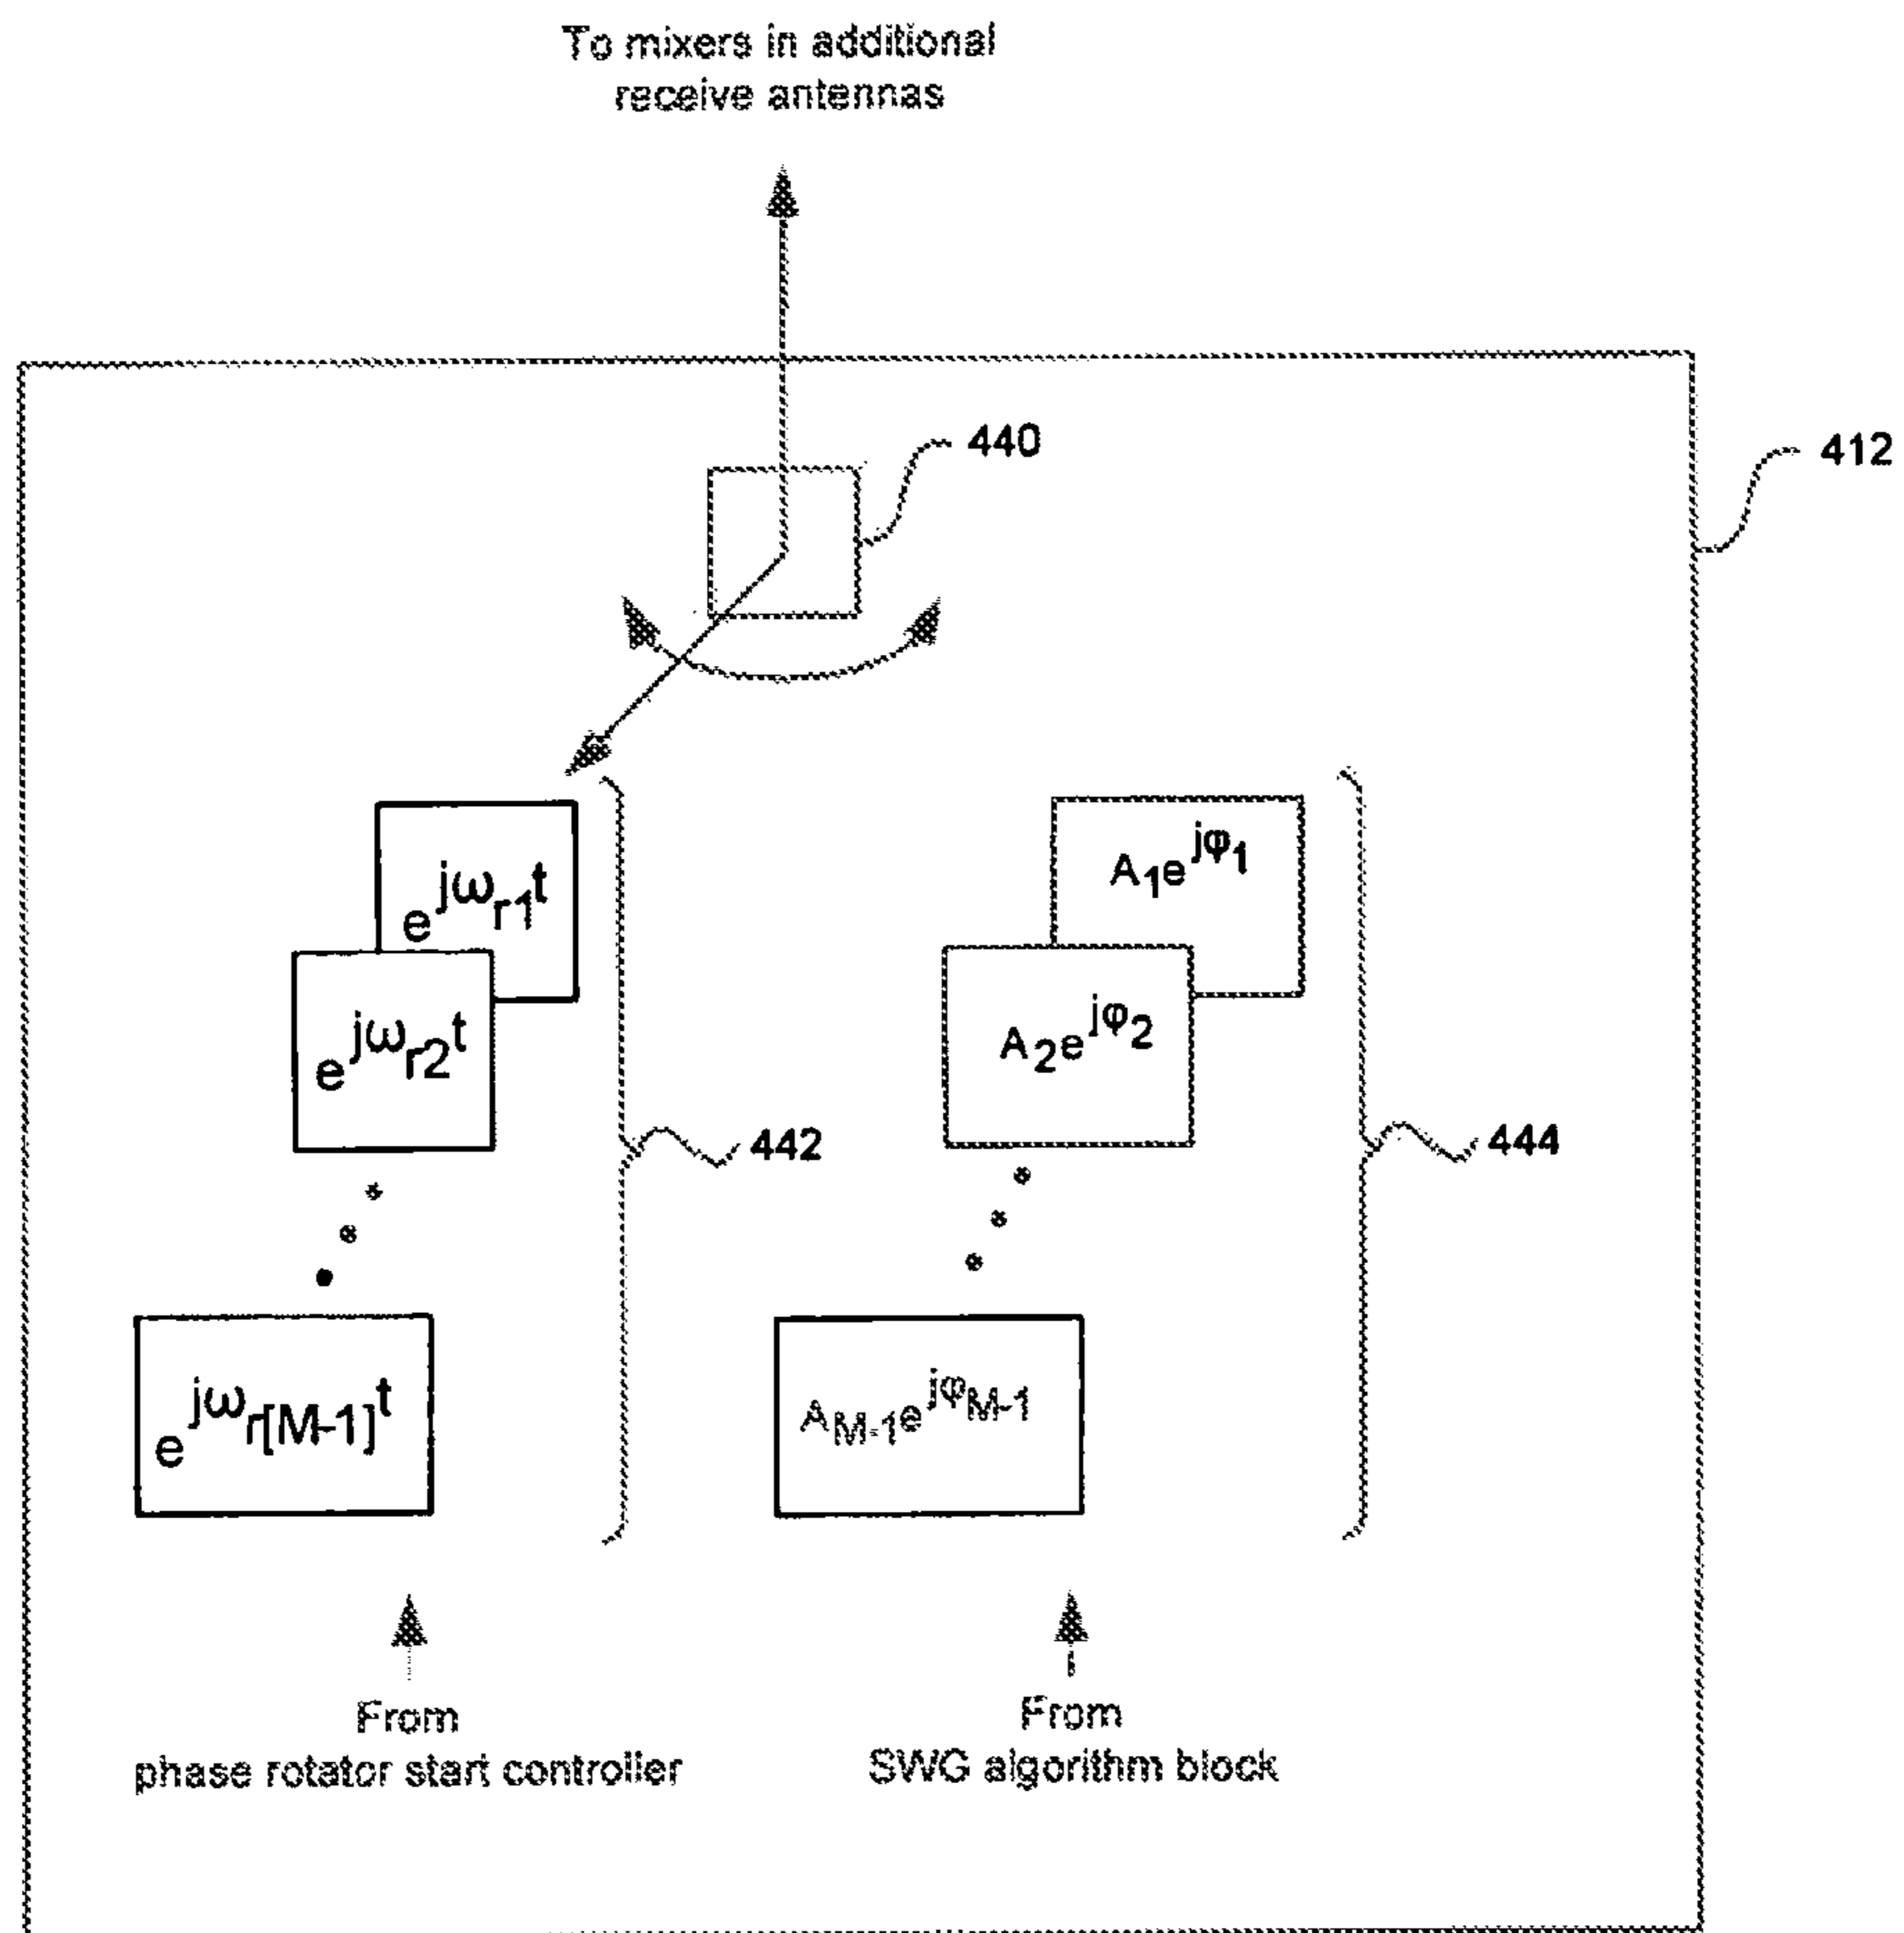 To mixers in additional
receive antennas
440
412
e^{jω_{r1}t}
A_1e^{jφ_1}
e^{jω_{r2}t}
A_2e^{jφ_2}
442
444
e^{jω_{r[M-1]}t}
A_{M-1}e^{jφ_{M-1}}
From
phase rotator start controller
From
SWG algorithm block